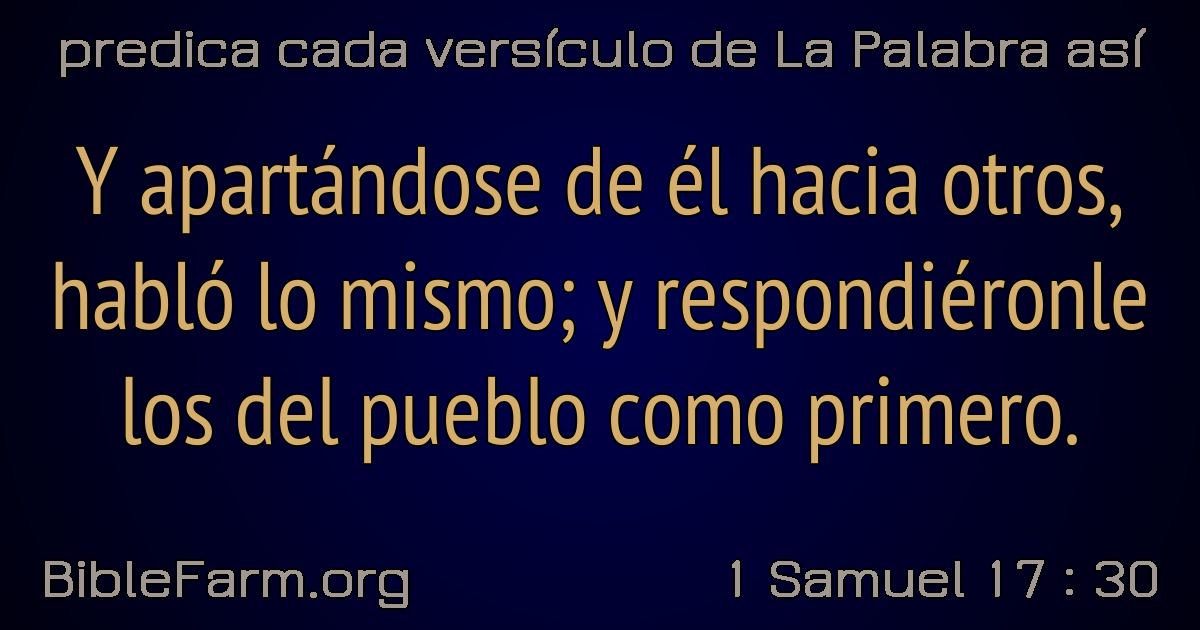 predica cada versículo de La Palabra así
Y apartándose de él hacia otros,
habló lo mismo; y respondiéronle
los del pueblo como primero.
BibleFarm.org
1 Samuel 17 : 30